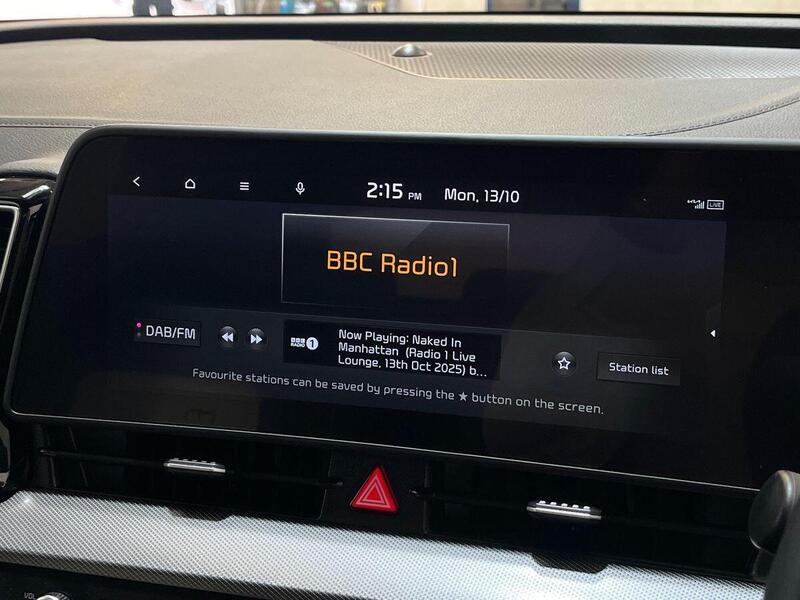 2:15 PM Mon, 13/10
LIVE
BBC Radio1
DAB/FM
BBC
RADIO 1
Now Playing: Naked In
Manhattan (Radio 1 Live
Lounge, 13th Oct 2025) b...
Station list
Favourite stations can be saved by pressing the ★ button on the screen.
VOL